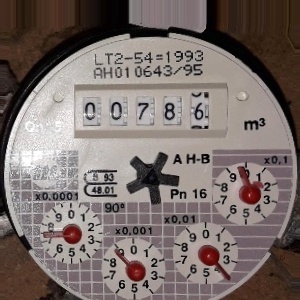 LT2-54=1993
AH010643/95
00786
m³
A H-B
x0,1
S 93
48.01
Pn 16
x0,0001
90°
x0,01
x0,001